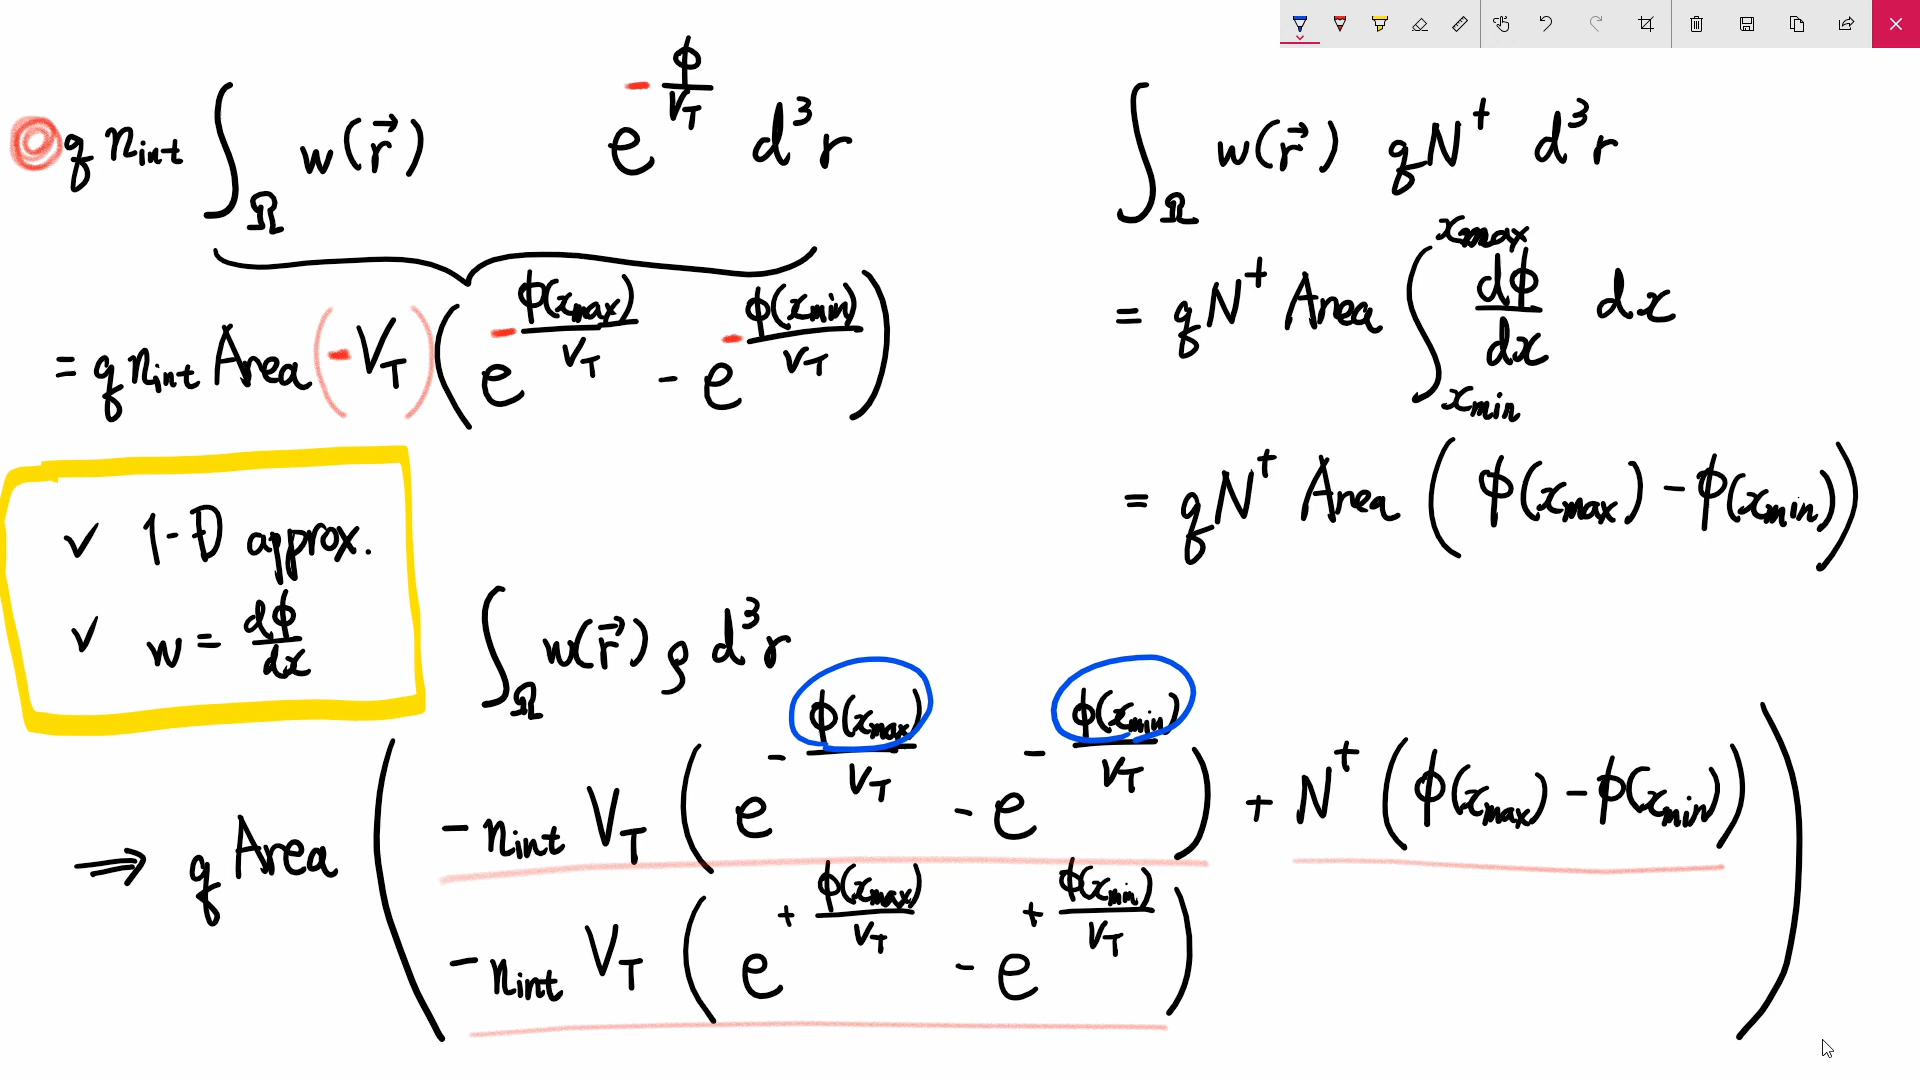 q n_int ∫_Ω w(r⃗) e^{-ϕ/V_T} d³r
= q n_int Area (-V_T) (e^{-ϕ(x_max)/V_T} - e^{-ϕ(x_min)/V_T})
∫_Ω w(r⃗) qN⁺ d³r
= qN⁺ Area ∫_{x_min}^{x_max} dϕ/dx dx
= qN⁺ Area (ϕ(x_max) - ϕ(x_min))
✓ 1-D approx.
✓ w = dϕ/dx
∫_Ω w(r⃗) ρ d³r
⇒ q Area ( -n_int V_T (e^{-ϕ(x_max)/V_T} - e^{-ϕ(x_min)/V_T}) + N⁺ (ϕ(x_max) - ϕ(x_min))
-n_int V_T (e^{+ϕ(x_max)/V_T} - e^{+ϕ(x_min)/V_T}) )